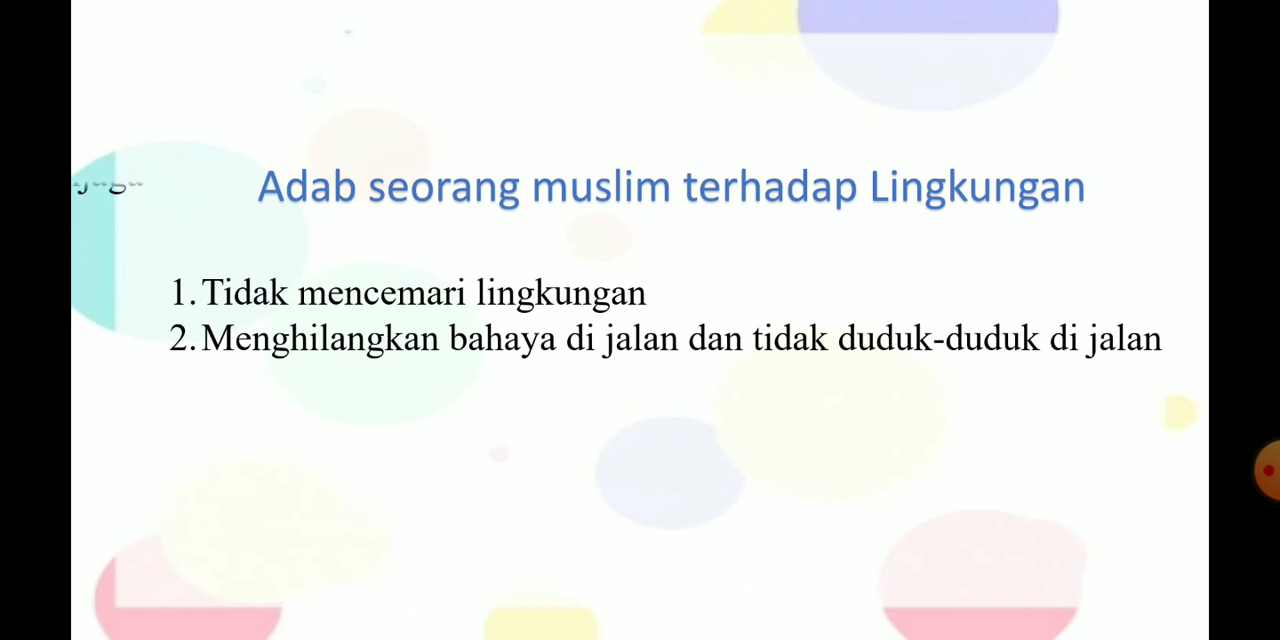 Adab seorang muslim terhadap Lingkungan
1. Tidak mencemari lingkungan
2. Menghilangkan bahaya di jalan dan tidak duduk-duduk di jalan